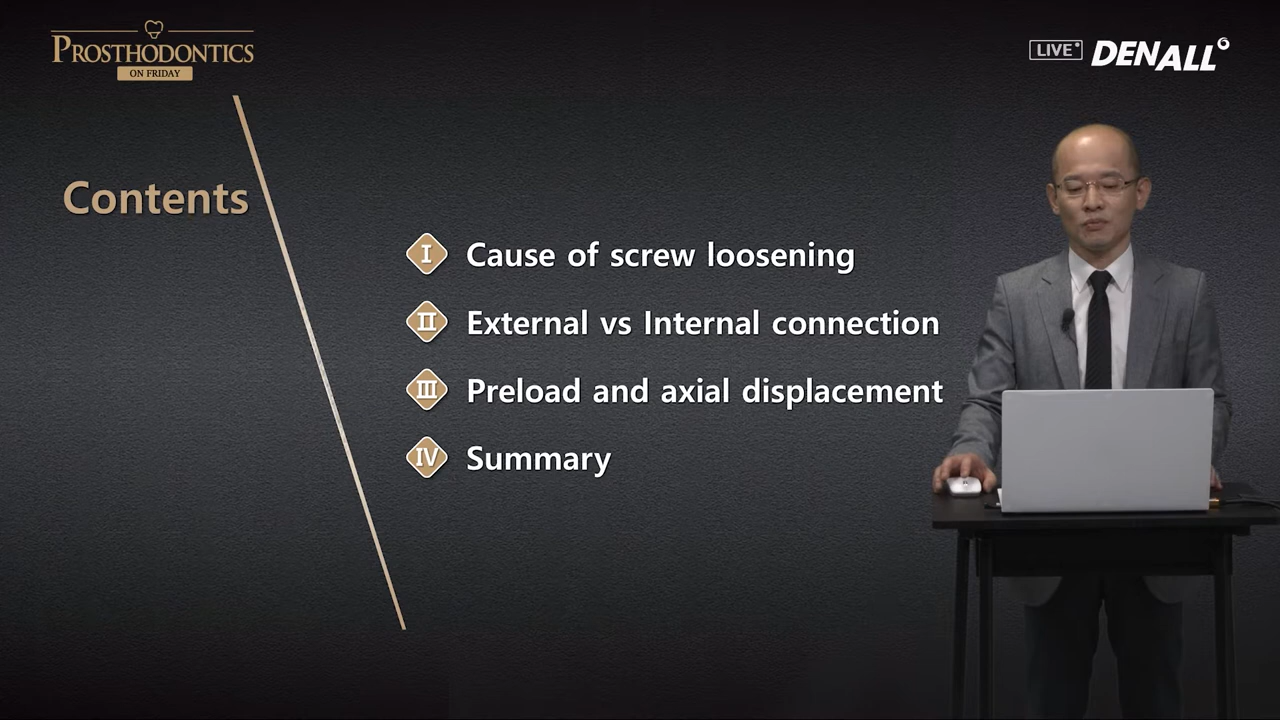 PROSTHODONTICS
ON FRIDAY
LIVE
DENALL
Contents
I Cause of screw loosening
II External vs Internal connection
III Preload and axial displacement
IV Summary